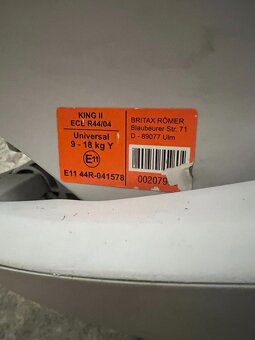 KING II
ECE R44/04
Universal
9 - 18 kg Y
E11
E11 44R-041578
BRITAX RÖMER
Blaubeurer Str. 71
D - 89077 Ulm
002079